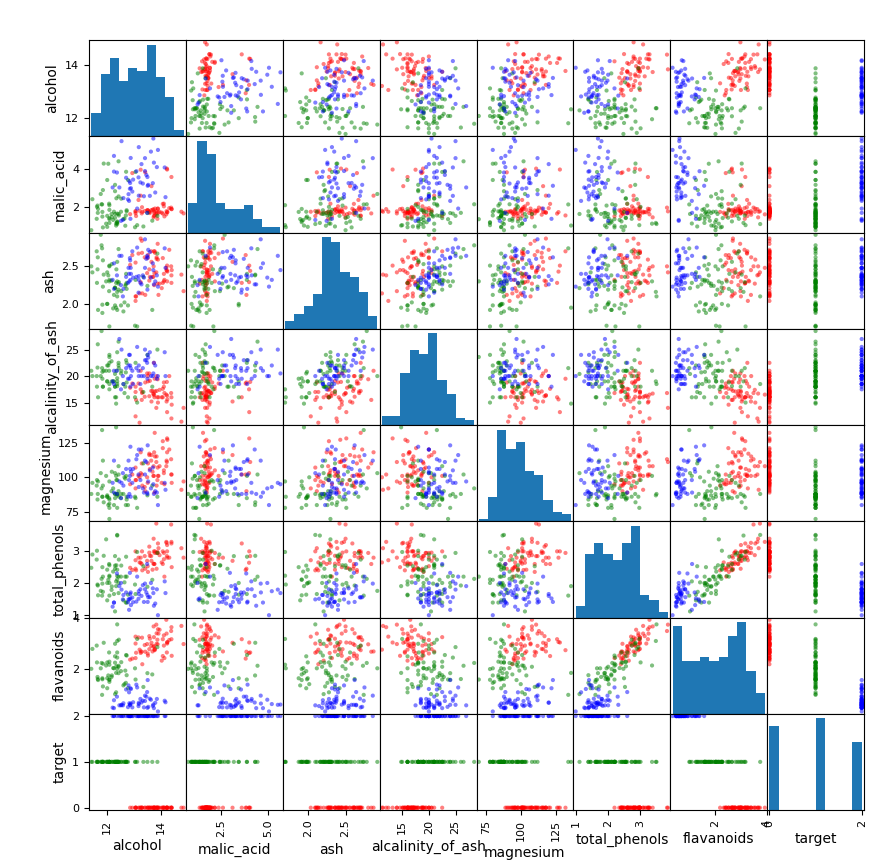 alcohol
14
12
malic_acid
4
2
ash
2.5
2.0
alcalinity_of_ash
25
20
15
magnesium
125
100
75
total_phenols
3
2
1
flavanoids
4
2
target
2
1
0
12 14
2.5 5.0
2.0 2.5
15 20 25
75 100 125
1 2 3
2 4
0 2
alcohol malic_acid ash alcalinity_of_ash magnesium total_phenols flavanoids target